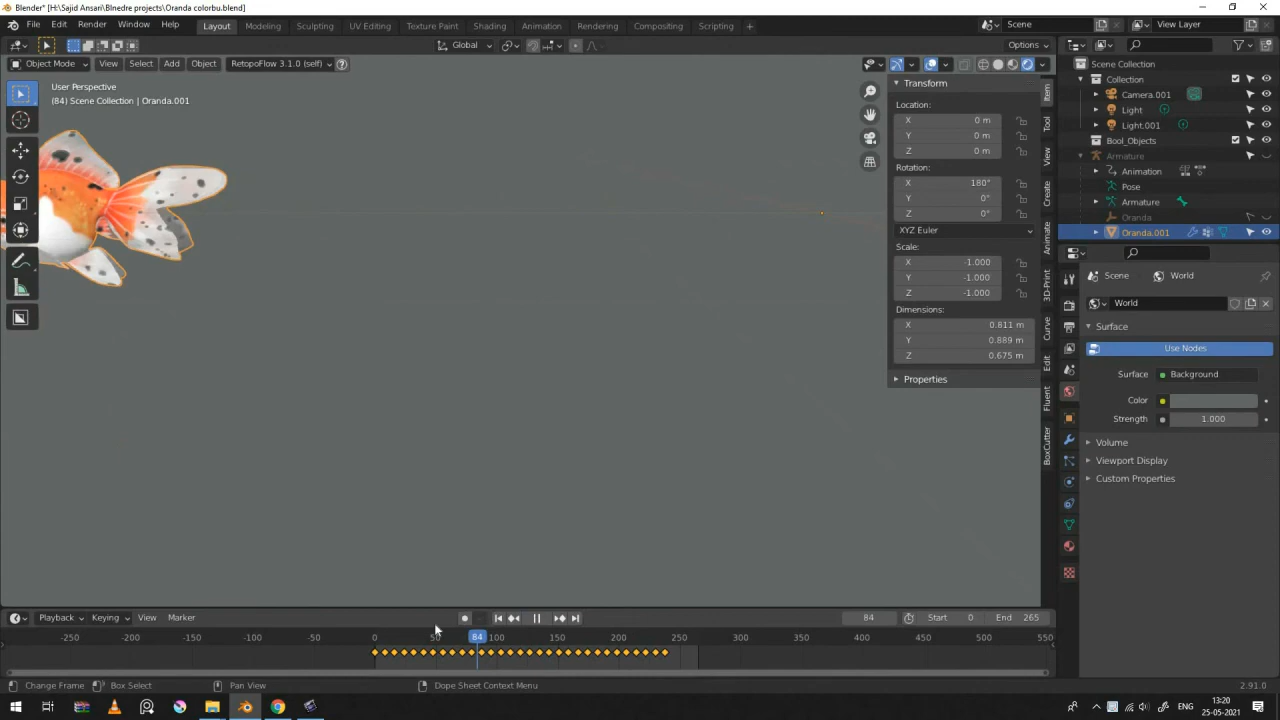 Blender* [H:\Sajid Ansari\Blnedre projects\Oranda colorbu.blend]
File Edit Render Window Help Layout Modeling Sculpting UV Editing Texture Paint Shading Animation Rendering Compositing Scripting + Scene View Layer
Global Options
Object Mode View Select Add Object RetopoFlow 3.1.0 (self)
User Perspective
(84) Scene Collection | Oranda.001
Transform
Location:
X 0 m
Y 0 m
Z 0 m
Rotation:
X 180°
Y 0°
Z 0°
XYZ Euler
Scale:
X -1.000
Y -1.000
Z -1.000
Dimensions:
X 0.811 m
Y 0.889 m
Z 0.675 m
Properties
Item
Tool
View
Create
Animate
3D-Print
Curve
Edit
Fluent
BoxCutter
Scene Collection
Collection
Camera.001
Light
Light.001
Bool_Objects
Armature
Animation
Pose
Armature
Oranda
Oranda.001
Scene World
World
Surface
Use Nodes
Surface Background
Color
Strength 1.000
Volume
Viewport Display
Custom Properties
Playback Keying View Marker 84 Start 0 End 265
-250 -200 -150 -100 -50 0 50 84 100 150 200 250 300 350 400 450 500 550
Change Frame Box Select Pan View Dope Sheet Context Menu 2.91.0
ENG 13:20
25-05-2021